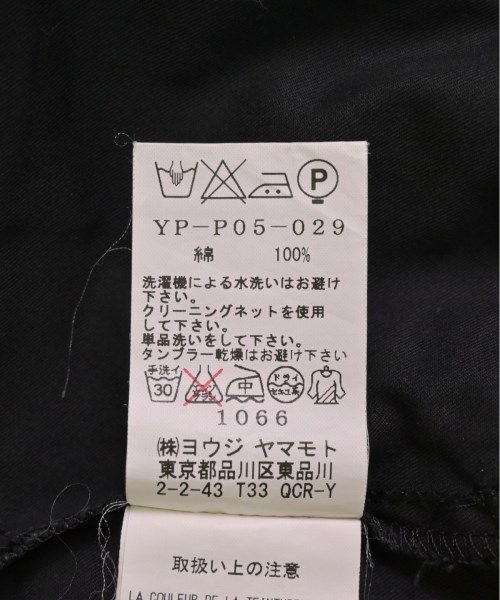 P
YP-P05-029
綿 100%
洗濯機による水洗いはお避け
下さい。
クリーニングネットを使用
して下さい。
単品洗いをして下さい。
タンブラー乾燥はお避け下さい
手洗イ
30 中 ドライ
セキユ系
1066
㈱ヨウジ ヤマモト
東京都品川区東品川
2-2-43 T33 QCR-Y
取扱い上の注意
LA COULEUR DE LA TEINTURE